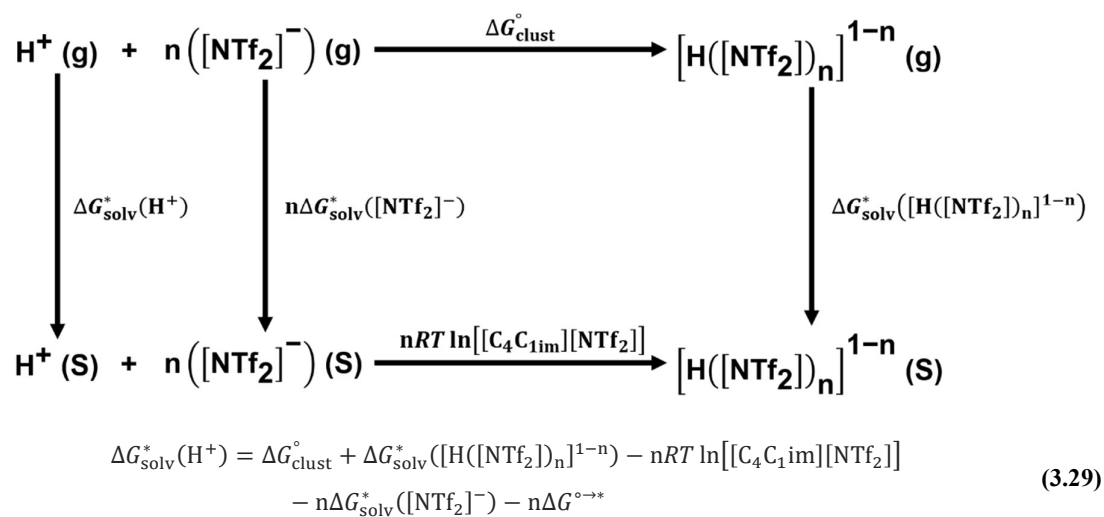 ΔG°clust
H⁺ (g) + n([NTf₂]⁻) (g) [H([NTf₂])ₙ]¹⁻ⁿ (g)
ΔG*solv(H⁺) nΔG*solv([NTf₂]⁻) ΔG*solv([H([NTf₂])ₙ]¹⁻ⁿ)
nRT ln[[C₄C₁im][NTf₂]]
H⁺ (S) + n([NTf₂]⁻) (S) [H([NTf₂])ₙ]¹⁻ⁿ (S)
ΔG*solv(H⁺) = ΔG°clust + ΔG*solv([H([NTf₂])ₙ]¹⁻ⁿ) − nRT ln[[C₄C₁im][NTf₂]]
− nΔG*solv([NTf₂]⁻) − nΔG°→*
(3.29)